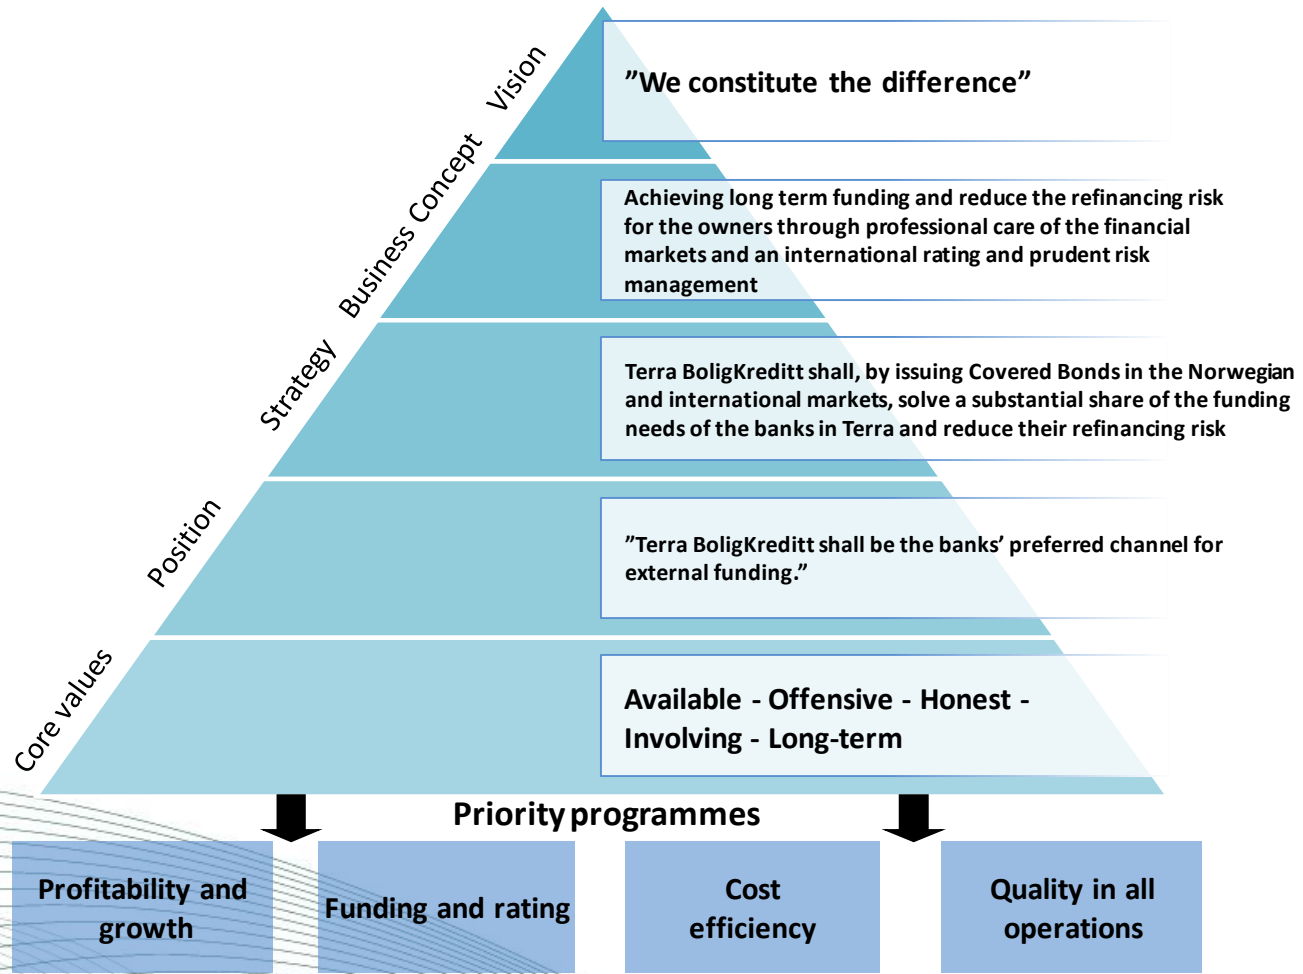 Vision
”We constitute the difference”
Business Concept
Achieving long term funding and reduce the refinancing risk
for the owners through professional care of the financial
markets and an international rating and prudent risk
management
Strategy
Terra BoligKreditt shall, by issuing Covered Bonds in the Norwegian
and international markets, solve a substantial share of the funding
needs of the banks in Terra and reduce their refinancing risk
Position
”Terra BoligKreditt shall be the banks’ preferred channel for
external funding.”
Core values
Available - Offensive - Honest -
Involving - Long-term
Priority programmes
Profitability and
growth
Funding and rating
Cost
efficiency
Quality in all
operations